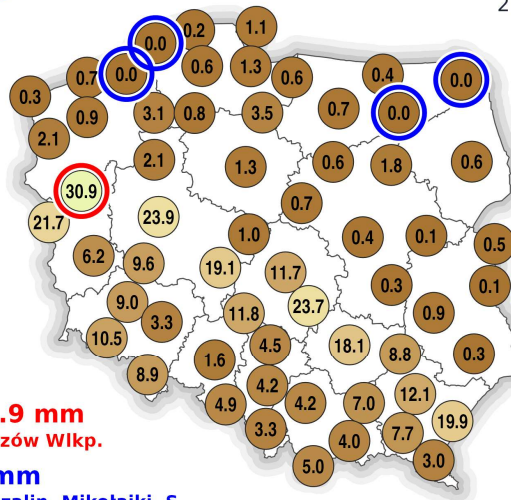 2
0.2 1.1
0.0
0.7 0.0 0.6 1.3 0.6 0.4 0.0
0.3
0.9 3.1 0.8 3.5 0.7 0.0
2.1
2.1 1.3 0.6 1.8 0.6
30.9
21.7 23.9 0.7
1.0 0.4 0.1 0.5
6.2 9.6 19.1 11.7
0.3 0.1
9.0 3.3 11.8 23.7 0.9
10.5 1.6 4.5 18.1 8.8 0.3
8.9 4.2
4.9 4.2 7.0 12.1
.9 mm
3.3 4.0 7.7 19.9
zów Wlkp.
5.0 3.0
mm
zalin, Mikołajki, S